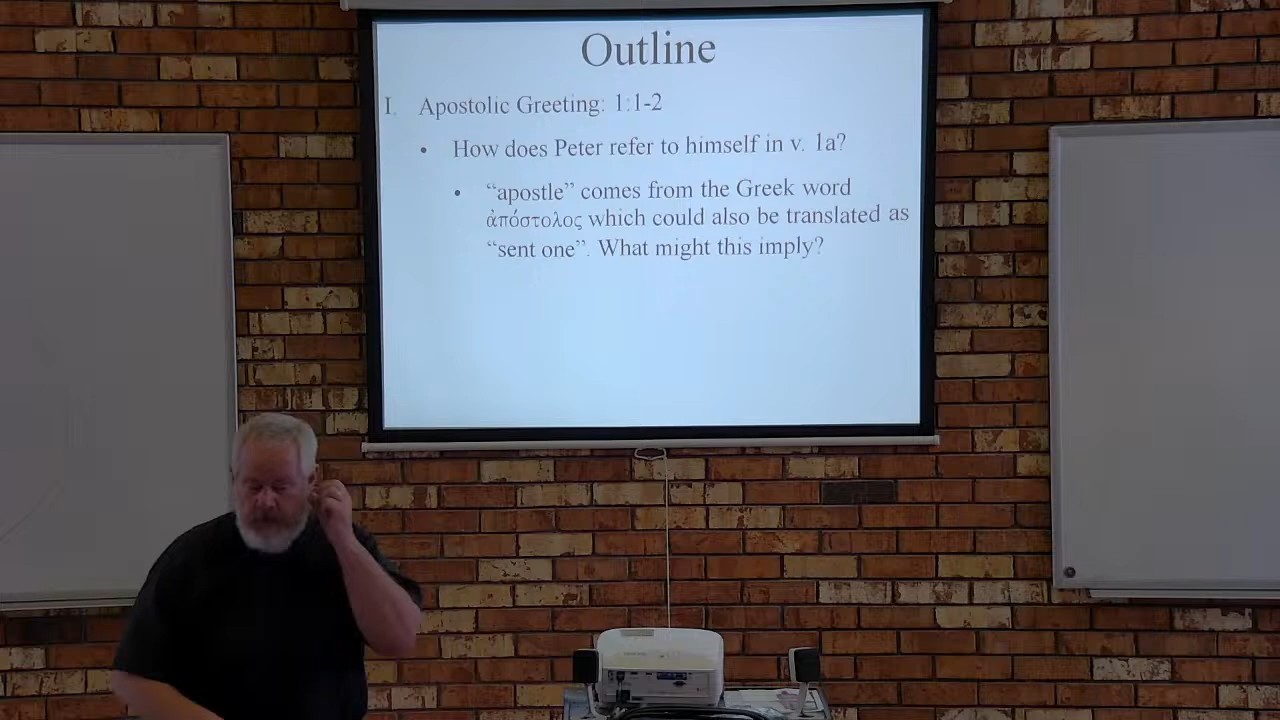 Outline
I. Apostolic Greeting: 1:1-2
• How does Peter refer to himself in v. 1a?
• “apostle” comes from the Greek word
ἀπόστολος which could also be translated as
“sent one”. What might this imply?